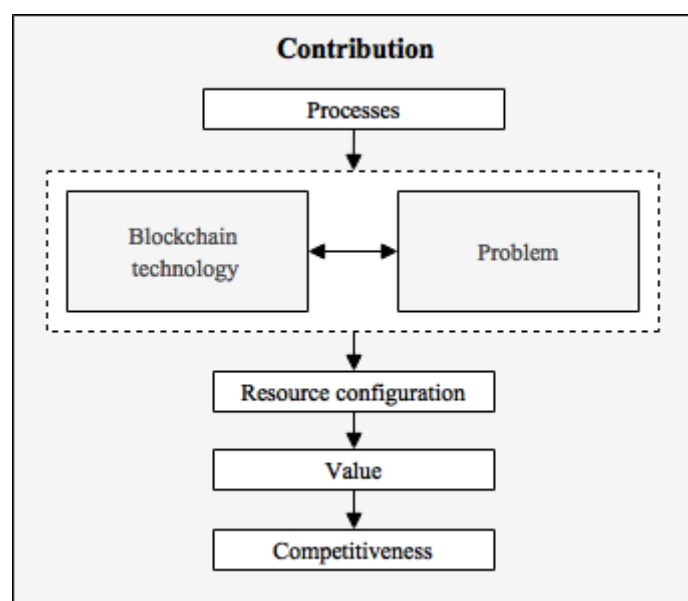 Contribution
Processes
Blockchain
technology
Problem
Resource configuration
Value
Competitiveness